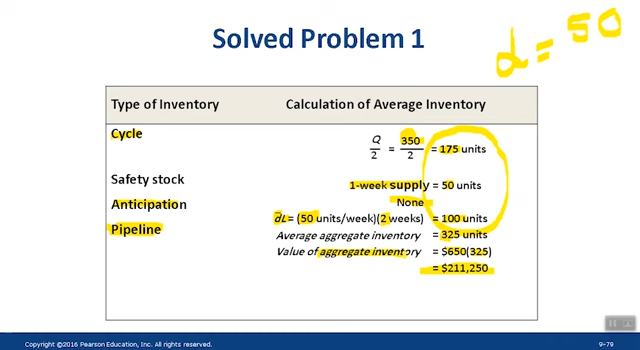 Solved Problem 1
d = 50
Type of Inventory Calculation of Average Inventory
Cycle
Q/2 = 350/2 = 175 units
Safety stock 1-week supply = 50 units
Anticipation None
Pipeline d̄L = (50 units/week)(2 weeks) = 100 units
Average aggregate inventory = 325 units
Value of aggregate inventory = $650(325)
= $211,250
Copyright ©2016 Pearson Education, Inc. All rights reserved. 9-79